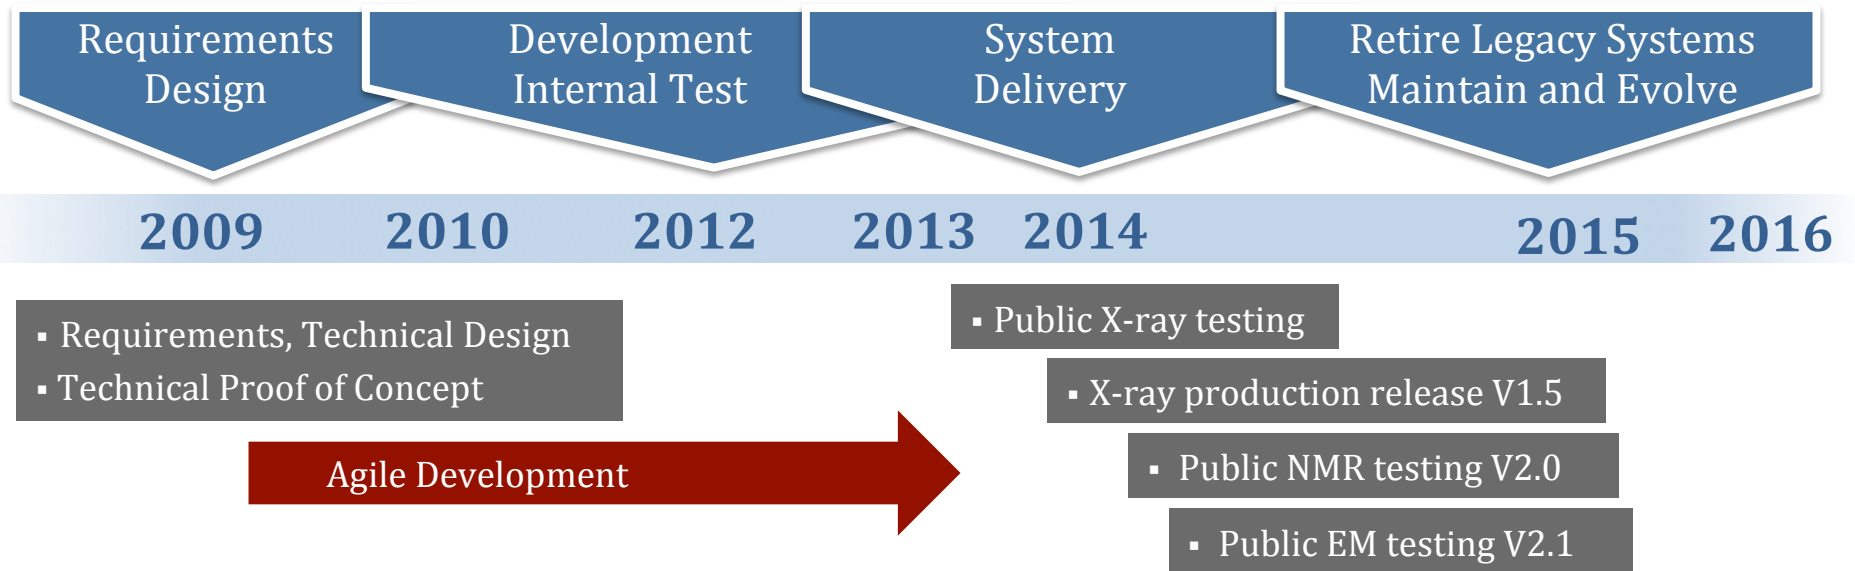 Requirements
Design
Development
Internal Test
System
Delivery
Retire Legacy Systems
Maintain and Evolve
2009 2010 2012 2013 2014 2015 2016
▪ Requirements, Technical Design
▪ Technical Proof of Concept
Agile Development
▪ Public X-ray testing
▪ X-ray production release V1.5
▪ Public NMR testing V2.0
▪ Public EM testing V2.1